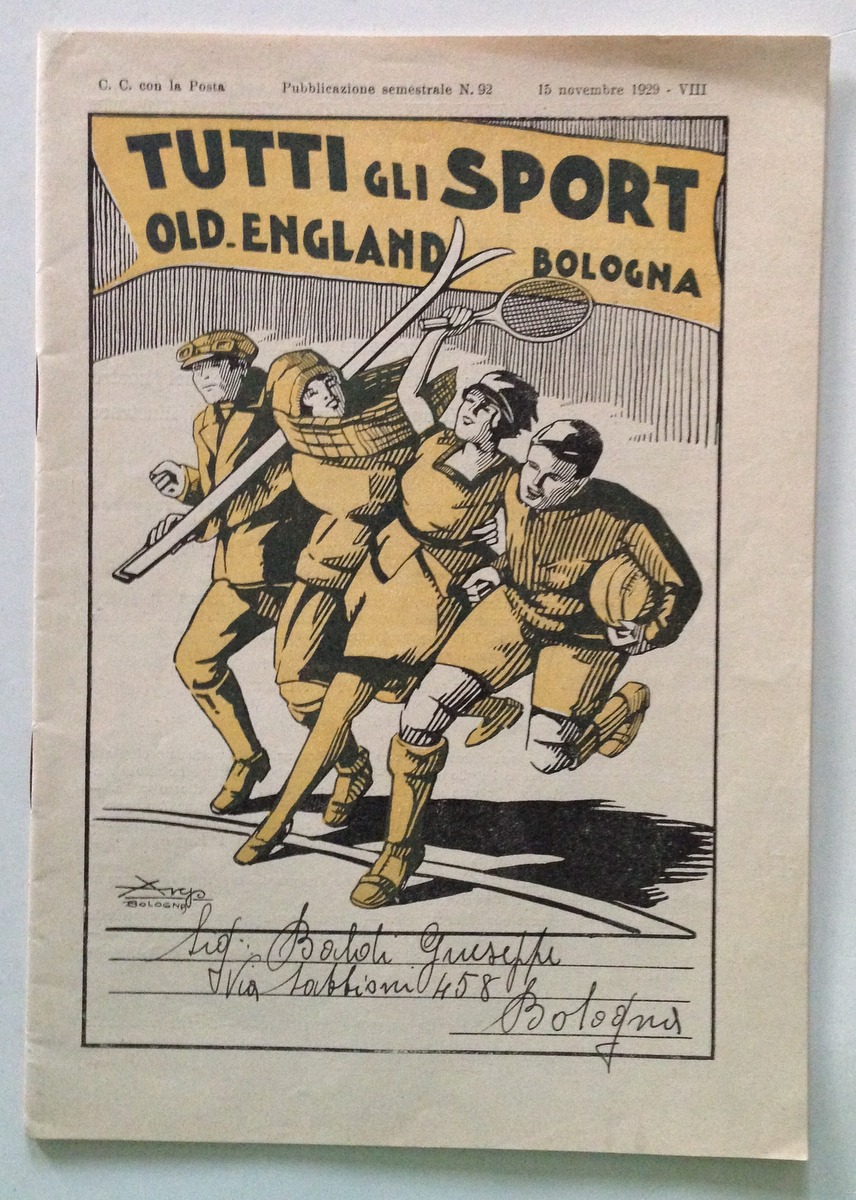 C. C. con la Posta Pubblicazione semestrale N. 92 15 novembre 1929 - VIII
TUTTI GLI SPORT
OLD-ENGLAND BOLOGNA
BOLOGNA
Sig. Baldi Giuseppe
Via Sabbioni 458
Bologna